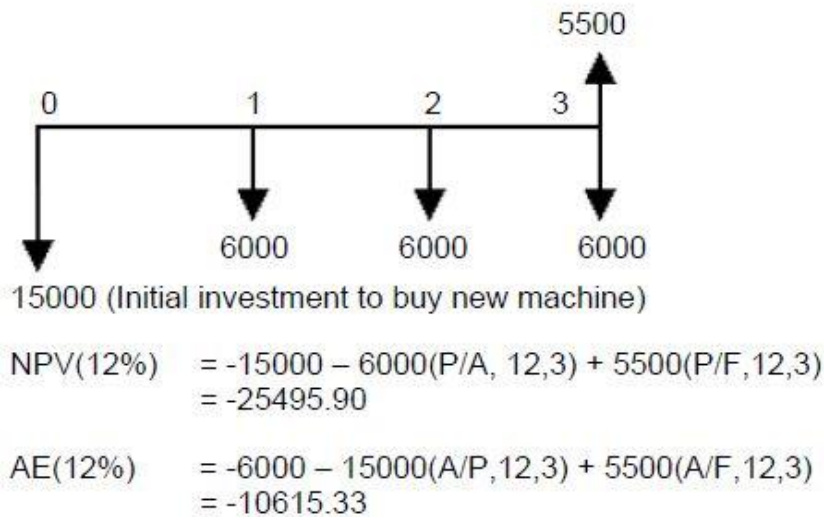 5500
0 1 2 3
6000 6000 6000
15000 (Initial investment to buy new machine)
NPV(12%) = -15000 – 6000(P/A, 12,3) + 5500(P/F,12,3)
= -25495.90
AE(12%) = -6000 – 15000(A/P,12,3) + 5500(A/F,12,3)
= -10615.33